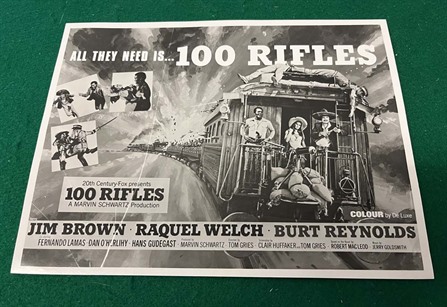 ALL THEY NEED IS... 100 RIFLES
20th Century-Fox presents
100 RIFLES
A MARVIN SCHWARTZ Production
COLOUR by De Luxe
JIM BROWN · RAQUEL WELCH · BURT REYNOLDS
FERNANDO LAMAS · DAN O'HERLIHY · HANS GUDEGAST
MARVIN SCHWARTZ
TOM GRIES
CLAIR HUFFAKER and TOM GRIES
ROBERT MACLEOD
JERRY GOLDSMITH